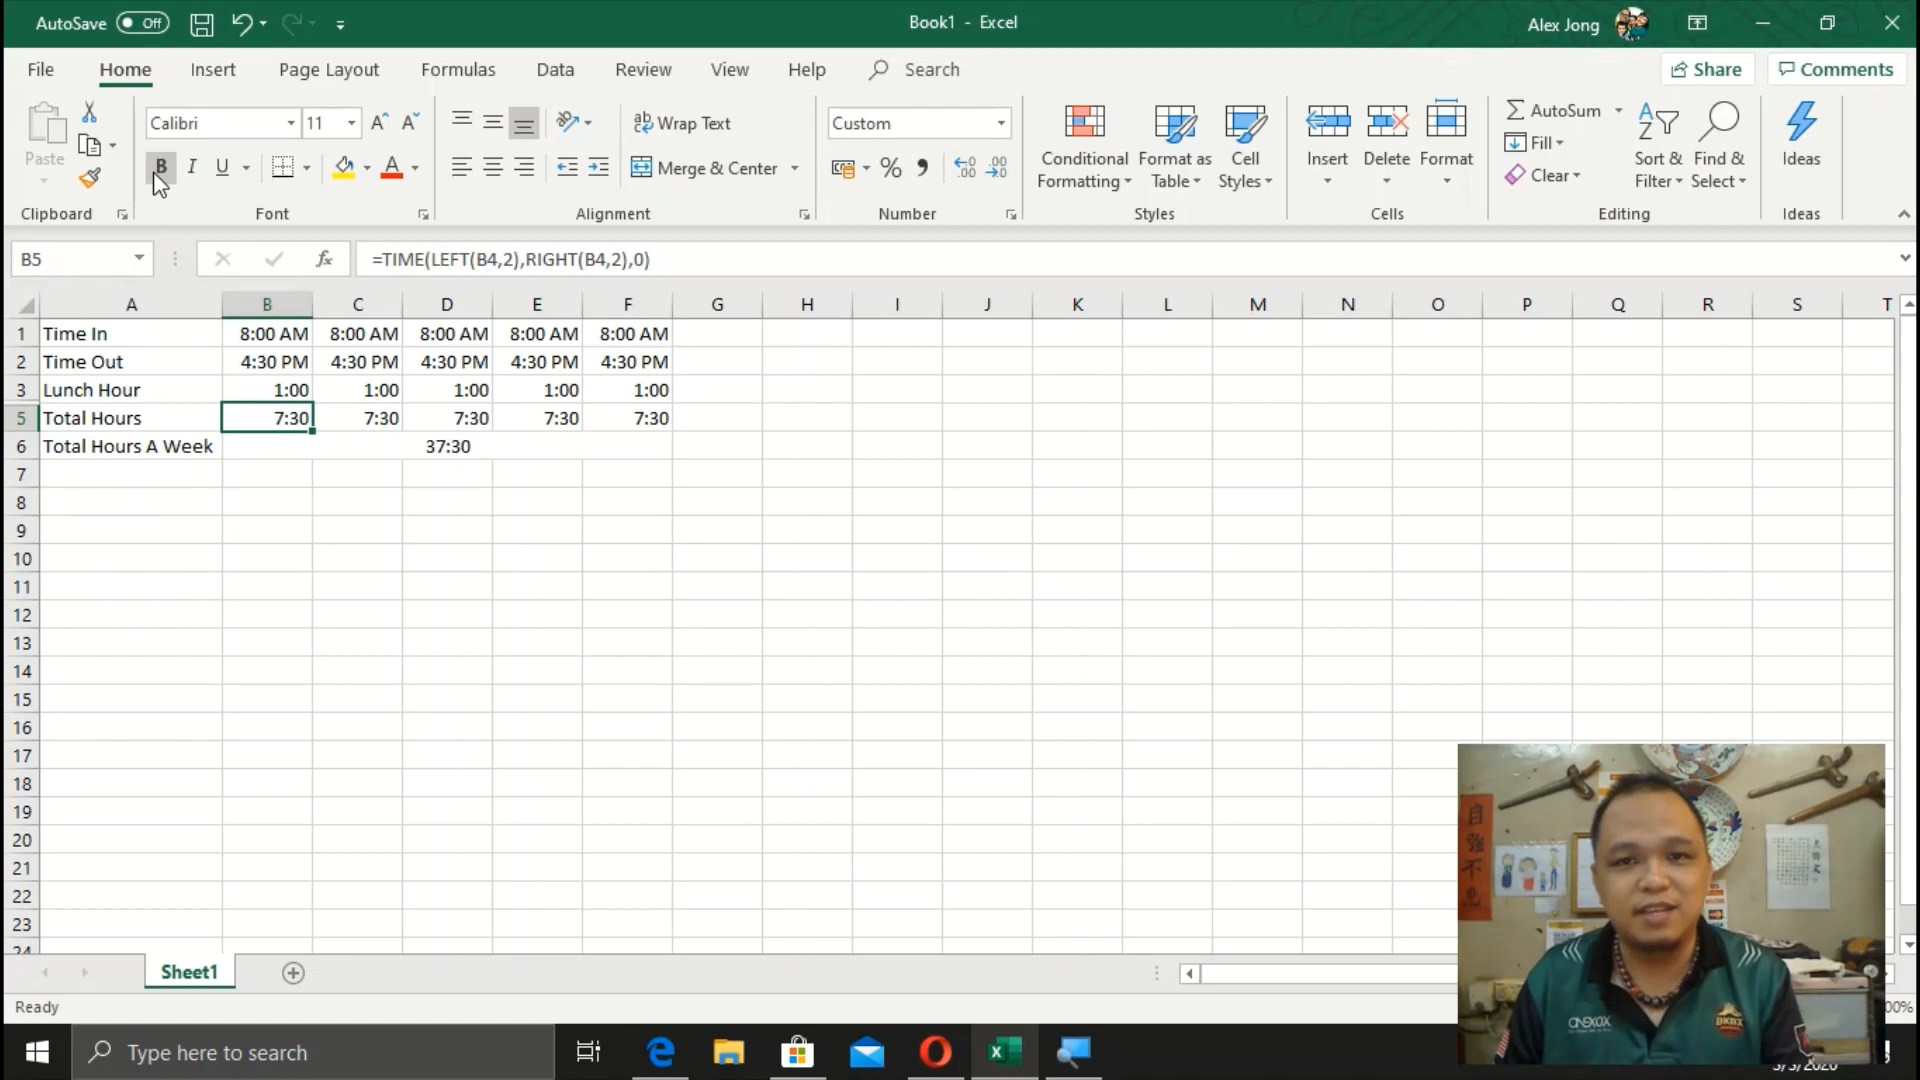 AutoSave Off
Book1 - Excel
Alex Jong
File Home Insert Page Layout Formulas Data Review View Help Search
Share Comments
Paste
Clipboard
Calibri 11
B I U
Font
Wrap Text
Merge & Center
Alignment
Custom
Number
Conditional Formatting
Format as Table
Cell Styles
Styles
Insert Delete Format
Cells
AutoSum
Fill
Clear
Sort & Filter
Find & Select
Editing
Ideas
Ideas
B5 fx =TIME(LEFT(B4,2),RIGHT(B4,2),0)
A B C D E F G H I J K L M N O P Q R S T
1 Time In 8:00 AM 8:00 AM 8:00 AM 8:00 AM 8:00 AM
2 Time Out 4:30 PM 4:30 PM 4:30 PM 4:30 PM 4:30 PM
3 Lunch Hour 1:00 1:00 1:00 1:00 1:00
5 Total Hours 7:30 7:30 7:30 7:30 7:30
6 Total Hours A Week 37:30
7
8
9
10
11
12
13
14
15
16
17
18
19
20
21
22
23
24
自強不息
ONEXOX
Sheet1
Ready
Type here to search